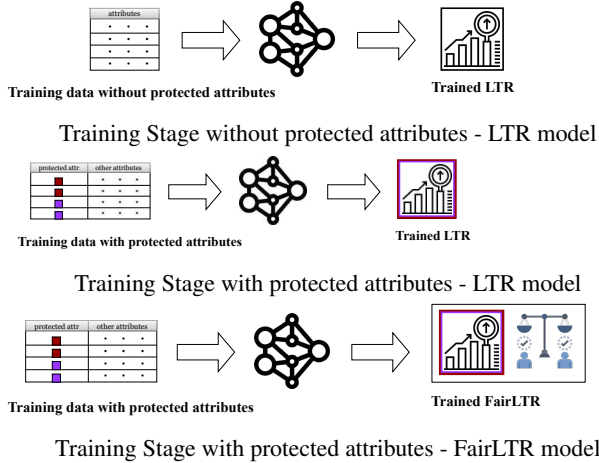 attributes
Training data without protected attributes
Trained LTR
Training Stage without protected attributes - LTR model
protected attr other attributes
Training data with protected attributes
Trained LTR
Training Stage with protected attributes - LTR model
protected attr other attributes
Training data with protected attributes
Trained FairLTR
Training Stage with protected attributes - FairLTR model